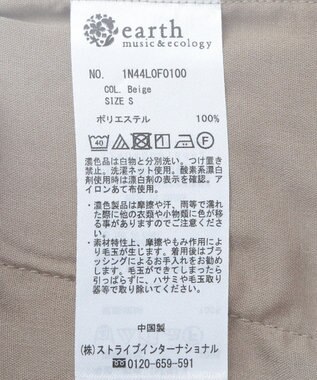 earth
music&ecology
NO. 1N44L0F0100
COL. Beige
SIZE S
ポリエステル 100%
40
F
濃色品は白物と分別洗い。つけ置き
禁止。洗濯ネット使用。酸素系漂白
剤使用時は漂白剤の表示を確認。ア
イロンあて布使用。
・濃色製品は摩擦や汗、雨等で濡れ
た際に他の衣類や小物類に色が移
る事がありますのでご注意下さい。
・素材特性上、摩擦やもみ作用によ
り毛玉が生じます。着用後はブラ
ッシングによるお手入れをお勧め
します。毛玉ができてしまったら
引っぱらずに、ハサミや毛玉取り
器等で取り除いてください。
中国製
(株)ストライプインターナショナル
0120-659-591